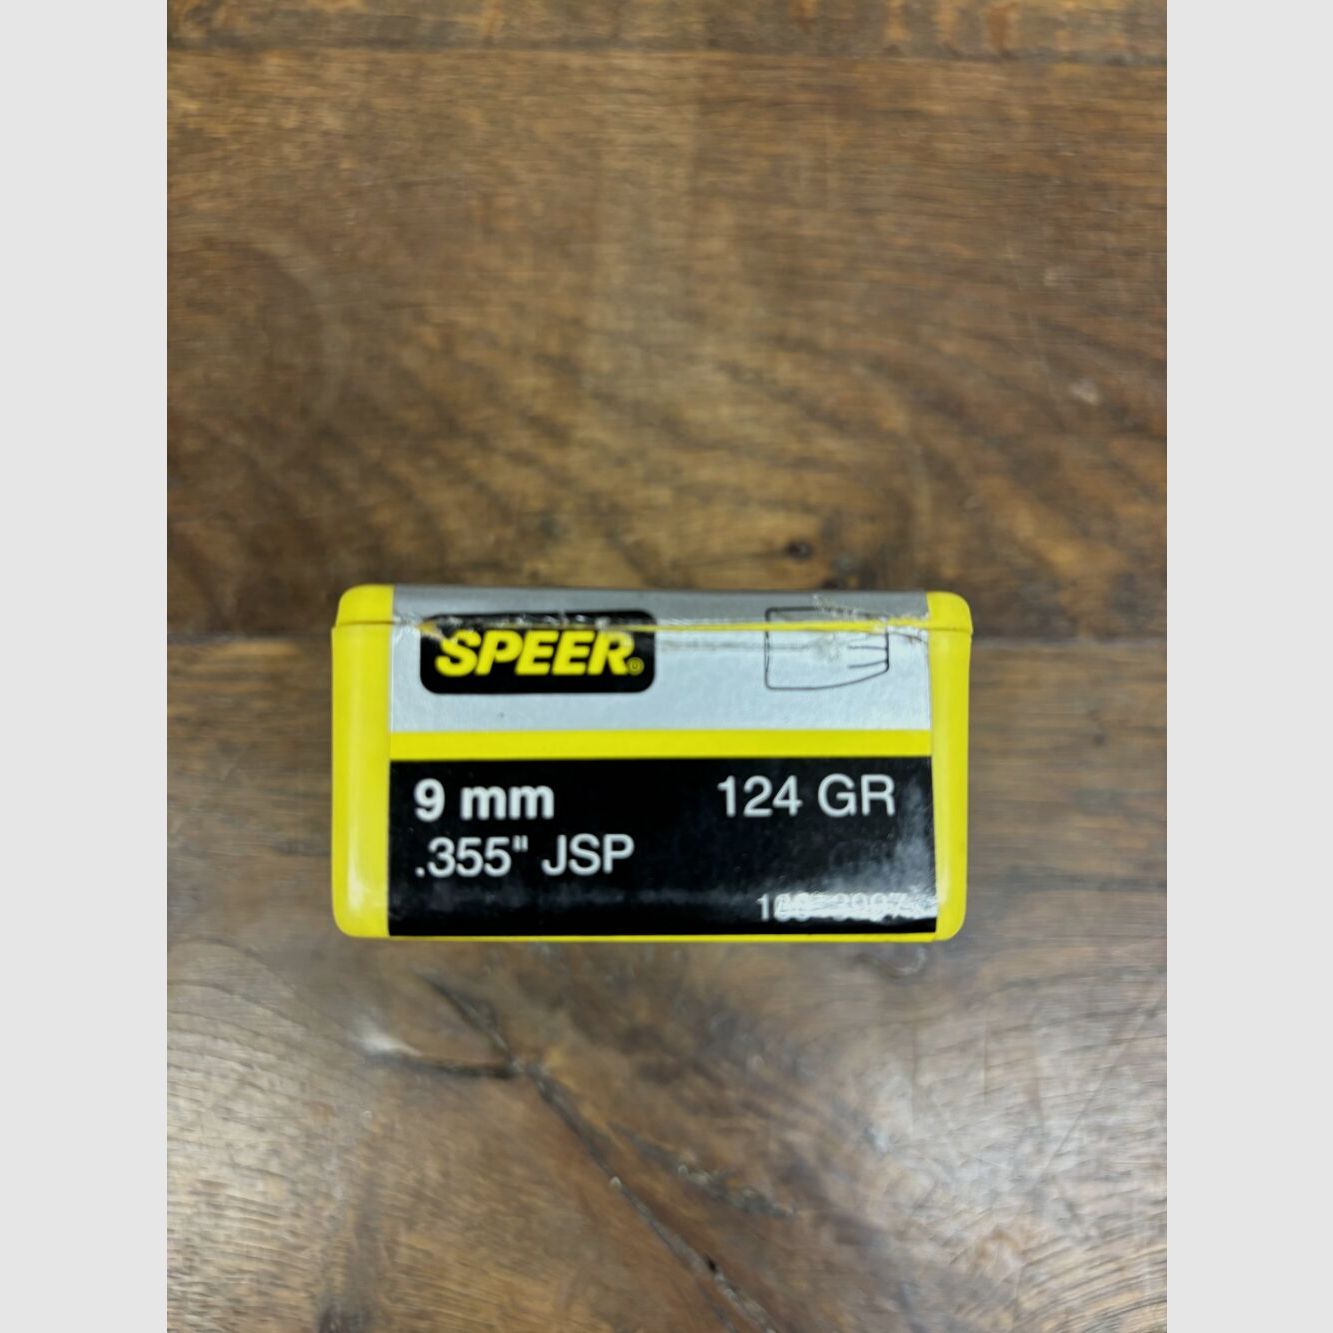 SPEER®
9 mm
124 GR
.355" JSP